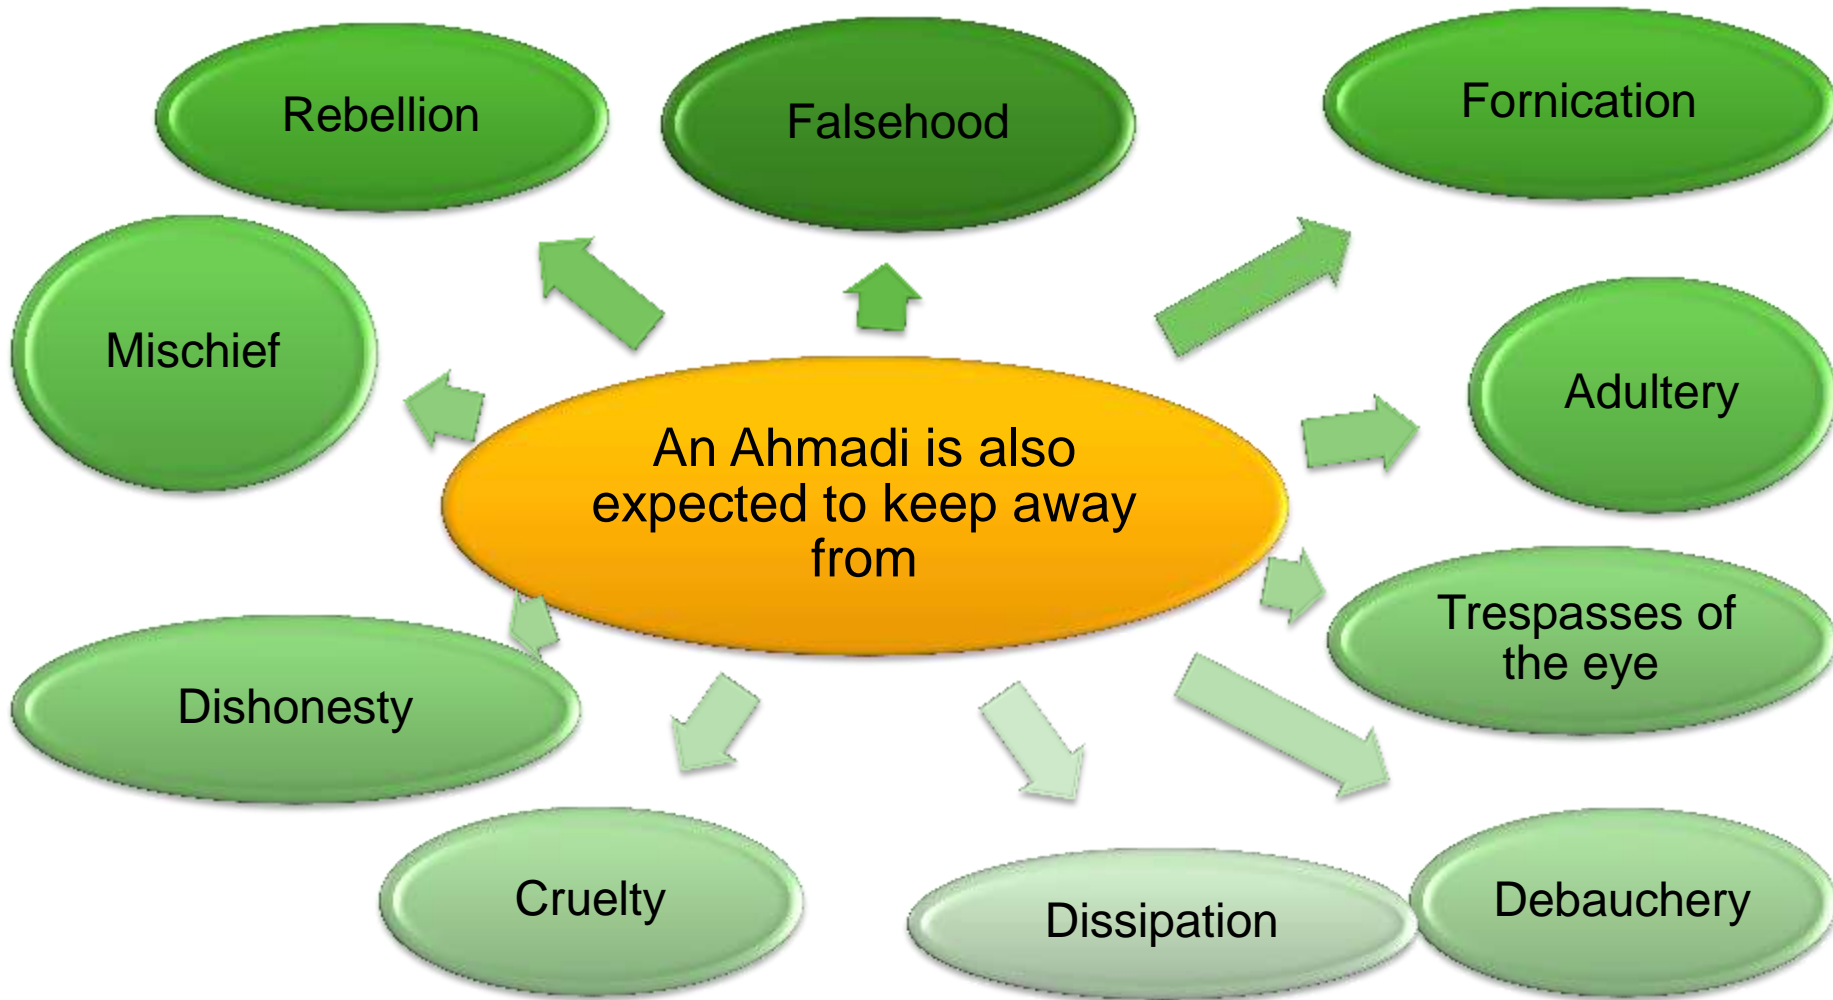 Rebellion
Falsehood
Fornication
Mischief
Adultery
An Ahmadi is also
expected to keep away
from
Trespasses of
the eye
Dishonesty
Cruelty
Dissipation
Debauchery